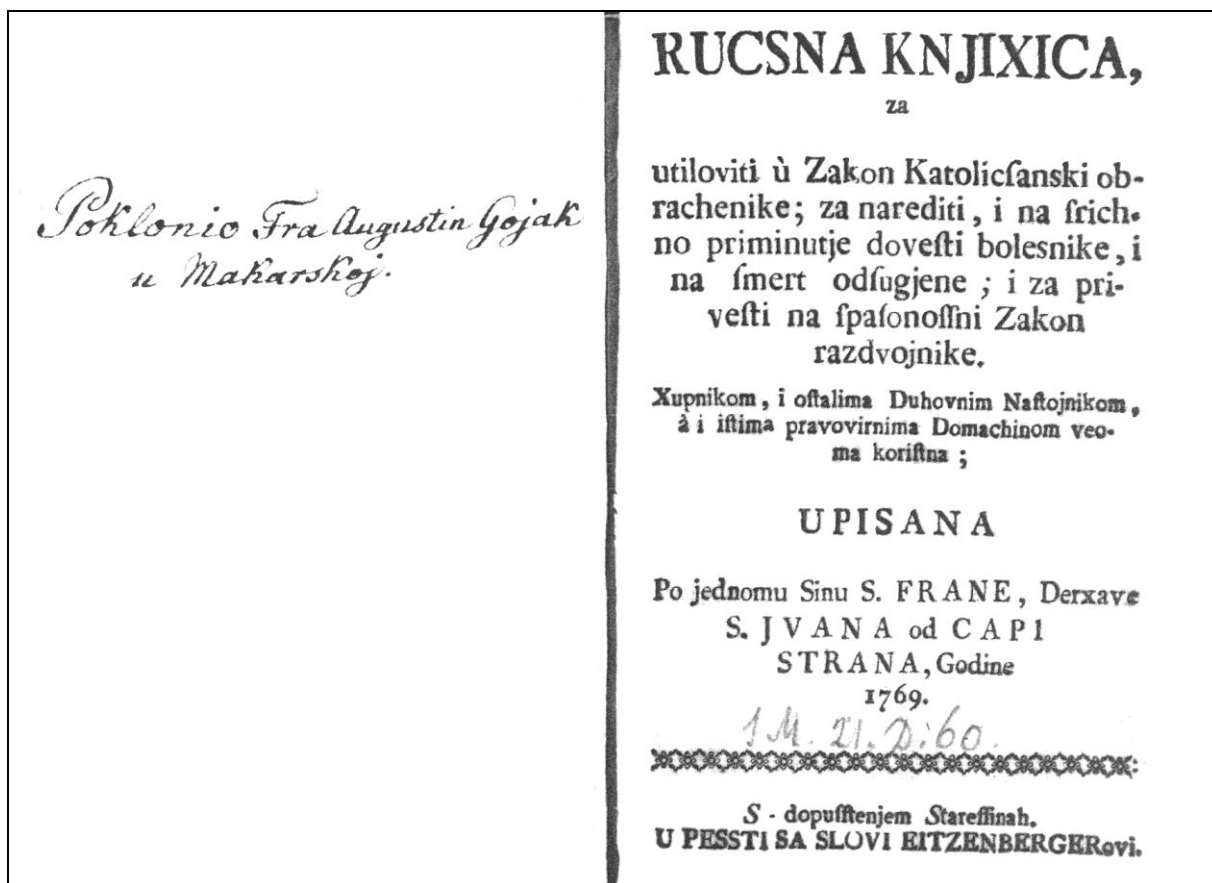 Poklonio Fra Augustin Gojak
u Makarskoj.
RUCSNA KNJIXICA,
za
utiloviti ù Zakon Katolicſanski ob-
rachenike; za narediti, i na ſrich-
no priminutje doveſti bolesnike, i
na ſmert odſugjene; i za pri-
veſti na ſpaſonoſſni Zakon
razdvojnike.
Xupnikom, i oſtalima Duhovnim Naſtojnikom,
à i iſtima pravovirnima Domachinom veo-
ma koriſtna;
UPISANA
Po jednomu Sinu S. FRANE, Derxave
S. JVANA od CAPI
STRANA, Godine
1769.
1 M. 21. D: 60.
S - dopuſſtenjem Stareſſinah.
U PESSTI SA SLOVI EITZENBERGERovi.